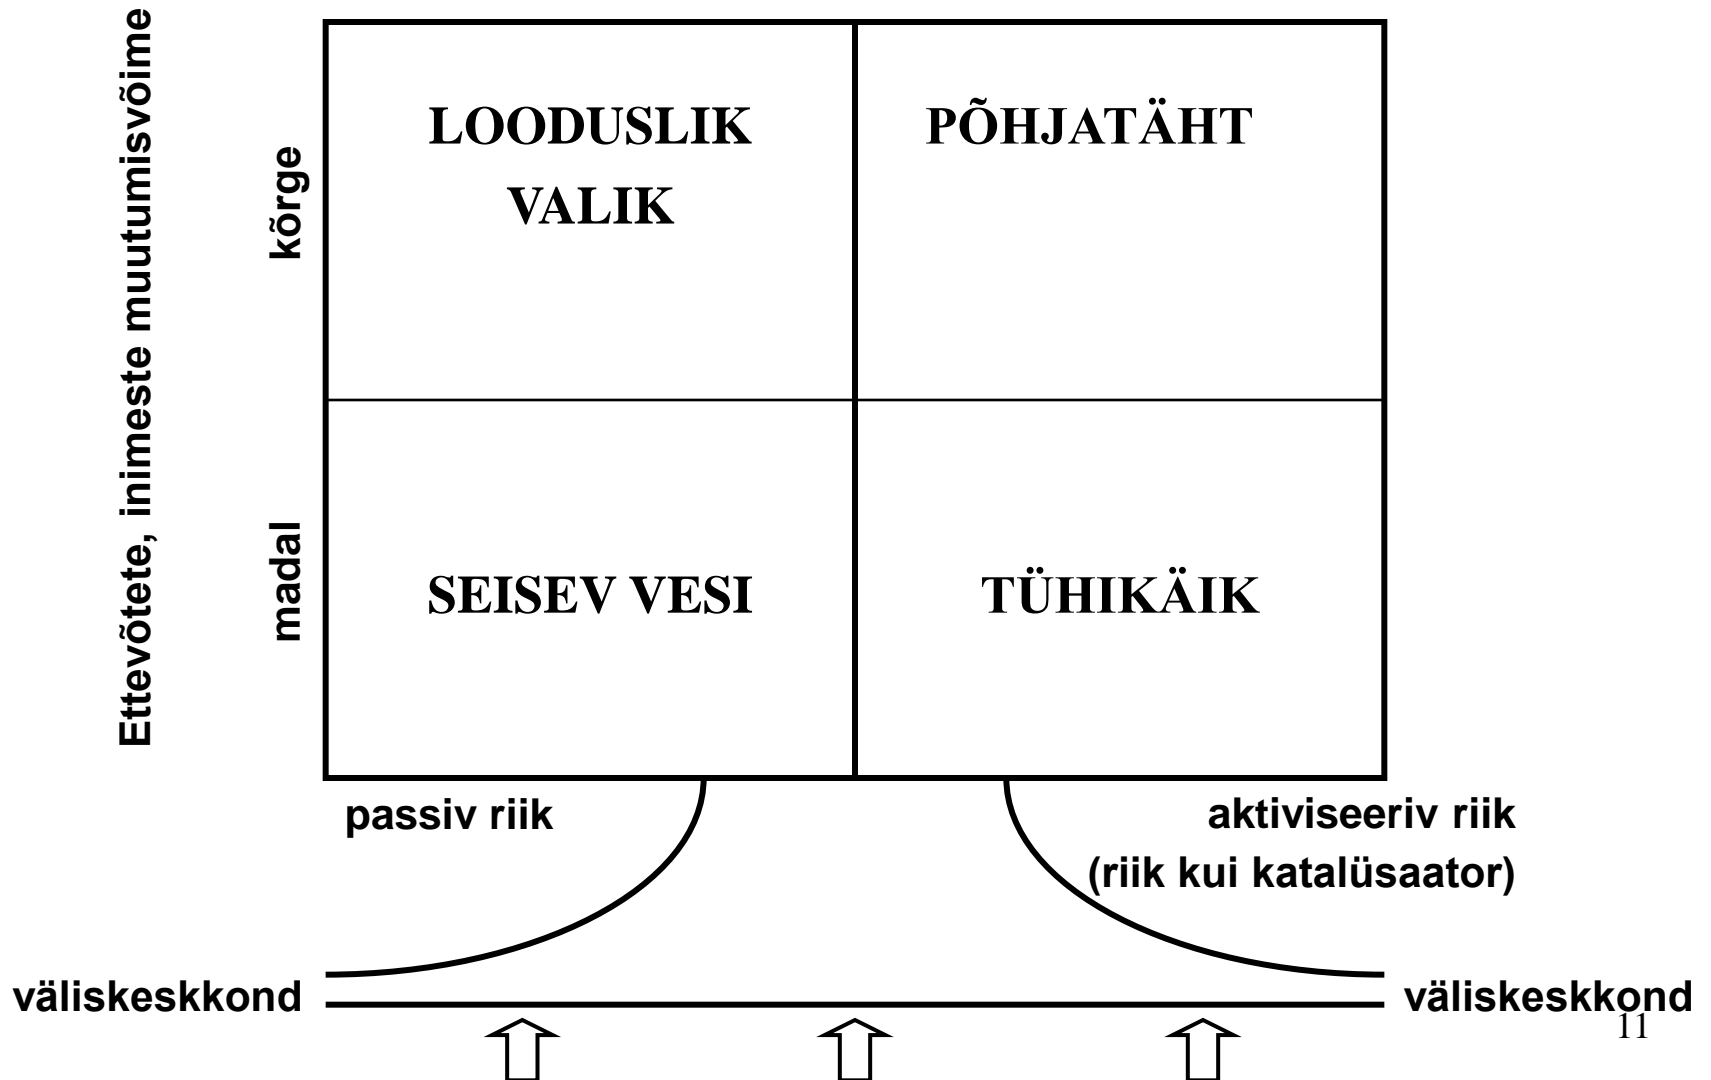 Ettevõtete, inimeste muutumisvõime
kõrge
madal
LOODUSLIK
VALIK
PÕHJATÄHT
SEISEV VESI
TÜHIKÄIK
passiv riik
aktiviseeriv riik
(riik kui katalüsaator)
väliskeskkond
väliskeskkond
11